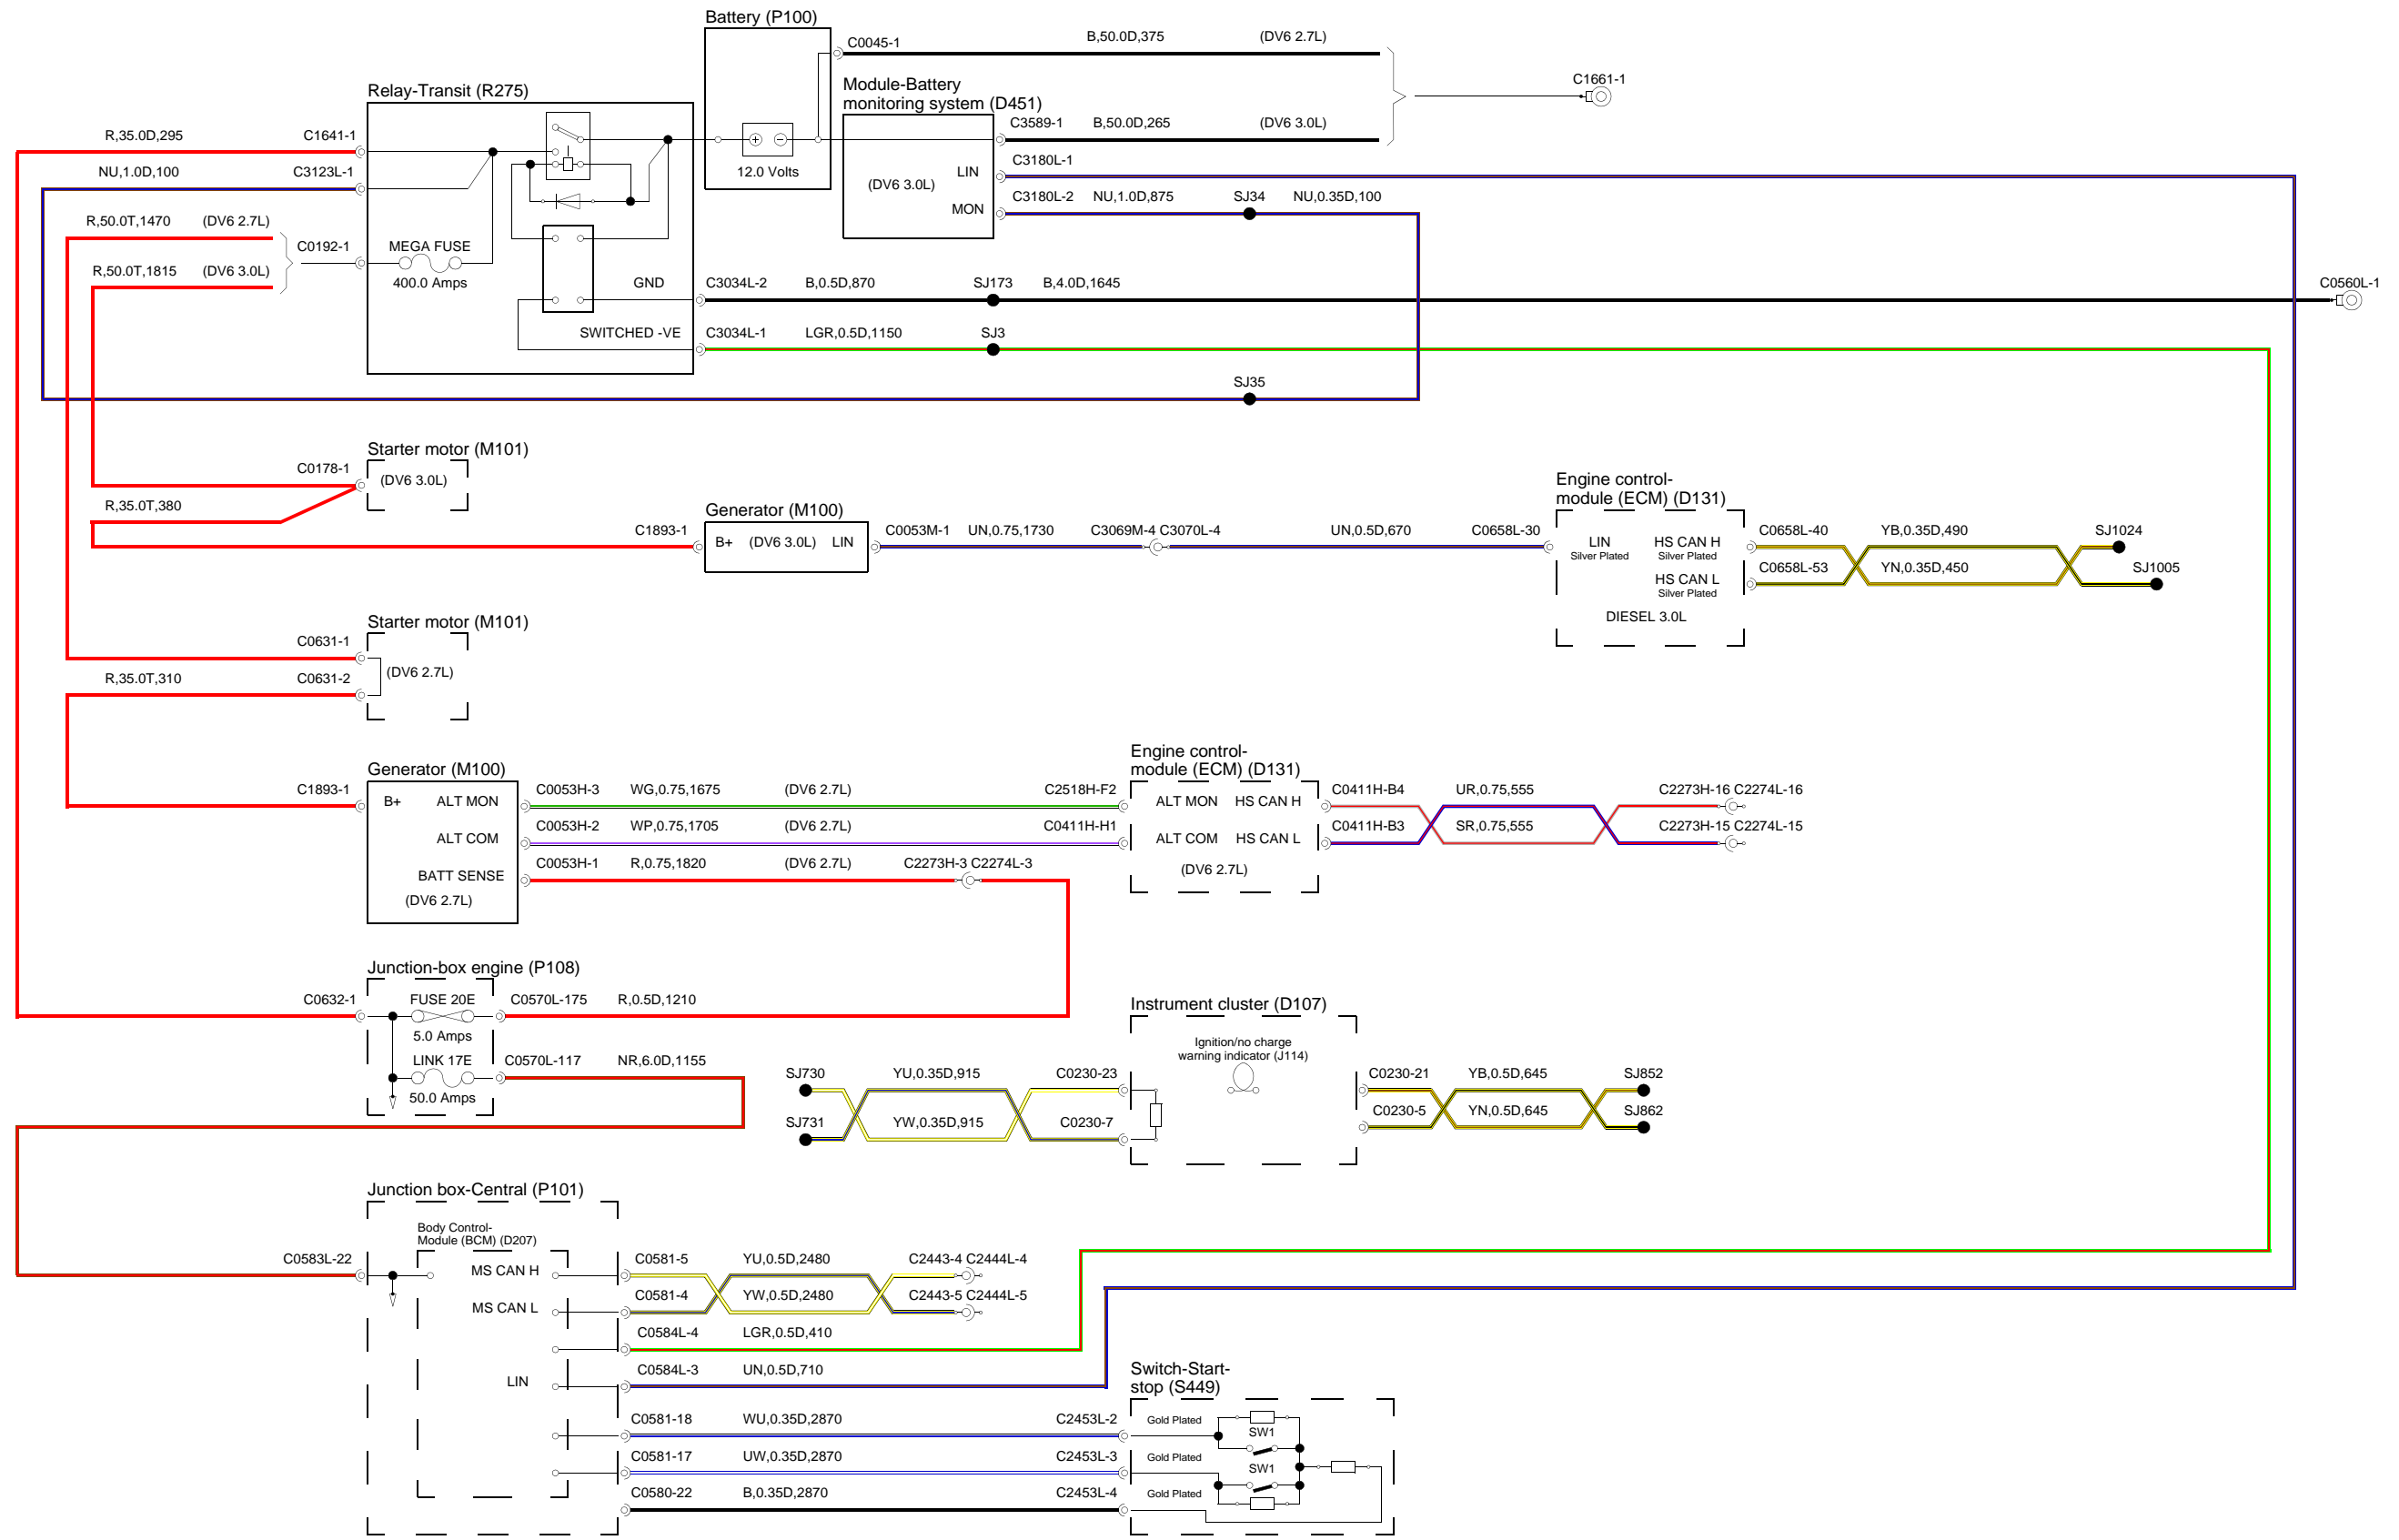 Battery (P100)
C0045-1
B,50.0D,375
(DV6 2.7L)
C1661-1
Relay-Transit (R275)
Module-Battery
monitoring system (D451)
C3589-1
B,50.0D,265
(DV6 3.0L)
R,35.0D,295
C1641-1
NU,1.0D,100
C3123L-1
12.0 Volts
(DV6 3.0L)
LIN
C3180L-1
MON
C3180L-2
NU,1.0D,875
SJ34
NU,0.35D,100
R,50.0T,1470
(DV6 2.7L)
C0192-1
MEGA FUSE
400.0 Amps
R,50.0T,1815
(DV6 3.0L)
GND
C3034L-2
B,0.5D,870
SJ173
B,4.0D,1645
C0560L-1
SWITCHED -VE
C3034L-1
LGR,0.5D,1150
SJ3
SJ35
Starter motor (M101)
C0178-1
(DV6 3.0L)
R,35.0T,380
Generator (M100)
C1893-1
B+
(DV6 3.0L)
LIN
C0053M-1
UN,0.75,1730
C3069M-4 C3070L-4
UN,0.5D,670
C0658L-30
Engine control-
module (ECM) (D131)
LIN
Silver Plated
HS CAN H
Silver Plated
HS CAN L
Silver Plated
DIESEL 3.0L
C0658L-40
YB,0.35D,490
SJ1024
C0658L-53
YN,0.35D,450
SJ1005
Starter motor (M101)
C0631-1
(DV6 2.7L)
R,35.0T,310
C0631-2
Generator (M100)
C1893-1
B+
ALT MON
ALT COM
BATT SENSE
(DV6 2.7L)
C0053H-3
WG,0.75,1675
(DV6 2.7L)
C2518H-F2
C0053H-2
WP,0.75,1705
(DV6 2.7L)
C0411H-H1
C0053H-1
R,0.75,1820
(DV6 2.7L)
C2273H-3 C2274L-3
Engine control-
module (ECM) (D131)
ALT MON
HS CAN H
ALT COM
HS CAN L
(DV6 2.7L)
C0411H-B4
UR,0.75,555
C2273H-16 C2274L-16
C0411H-B3
SR,0.75,555
C2273H-15 C2274L-15
Junction-box engine (P108)
C0632-1
FUSE 20E
5.0 Amps
C0570L-175
R,0.5D,1210
LINK 17E
50.0 Amps
C0570L-117
NR,6.0D,1155
Instrument cluster (D107)
Ignition/no charge
warning indicator (J114)
SJ730
YU,0.35D,915
C0230-23
SJ731
YW,0.35D,915
C0230-7
C0230-21
YB,0.5D,645
SJ852
C0230-5
YN,0.5D,645
SJ862
Junction box-Central (P101)
Body Control-
Module (BCM) (D207)
C0583L-22
MS CAN H
C0581-5
YU,0.5D,2480
C2443-4 C2444L-4
MS CAN L
C0581-4
YW,0.5D,2480
C2443-5 C2444L-5
C0584L-4
LGR,0.5D,410
LIN
C0584L-3
UN,0.5D,710
Switch-Start-
stop (S449)
C0581-18
WU,0.35D,2870
C2453L-2
Gold Plated
SW1
C0581-17
UW,0.35D,2870
C2453L-3
Gold Plated
SW1
C0580-22
B,0.35D,2870
C2453L-4
Gold Plated